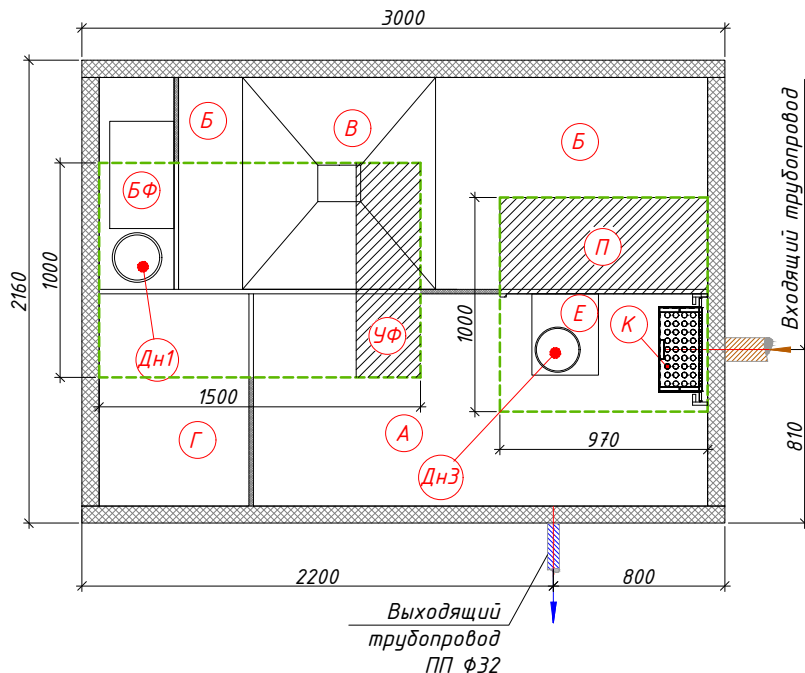 3000
Б
В
Б
БФ
П
2160
1000
1000
Входящий трубопровод
Е
К
УФ
Дн1
1500
А
Г
970
810
Дн3
2200
800
Выходящий
трубопровод
ПП Ф32